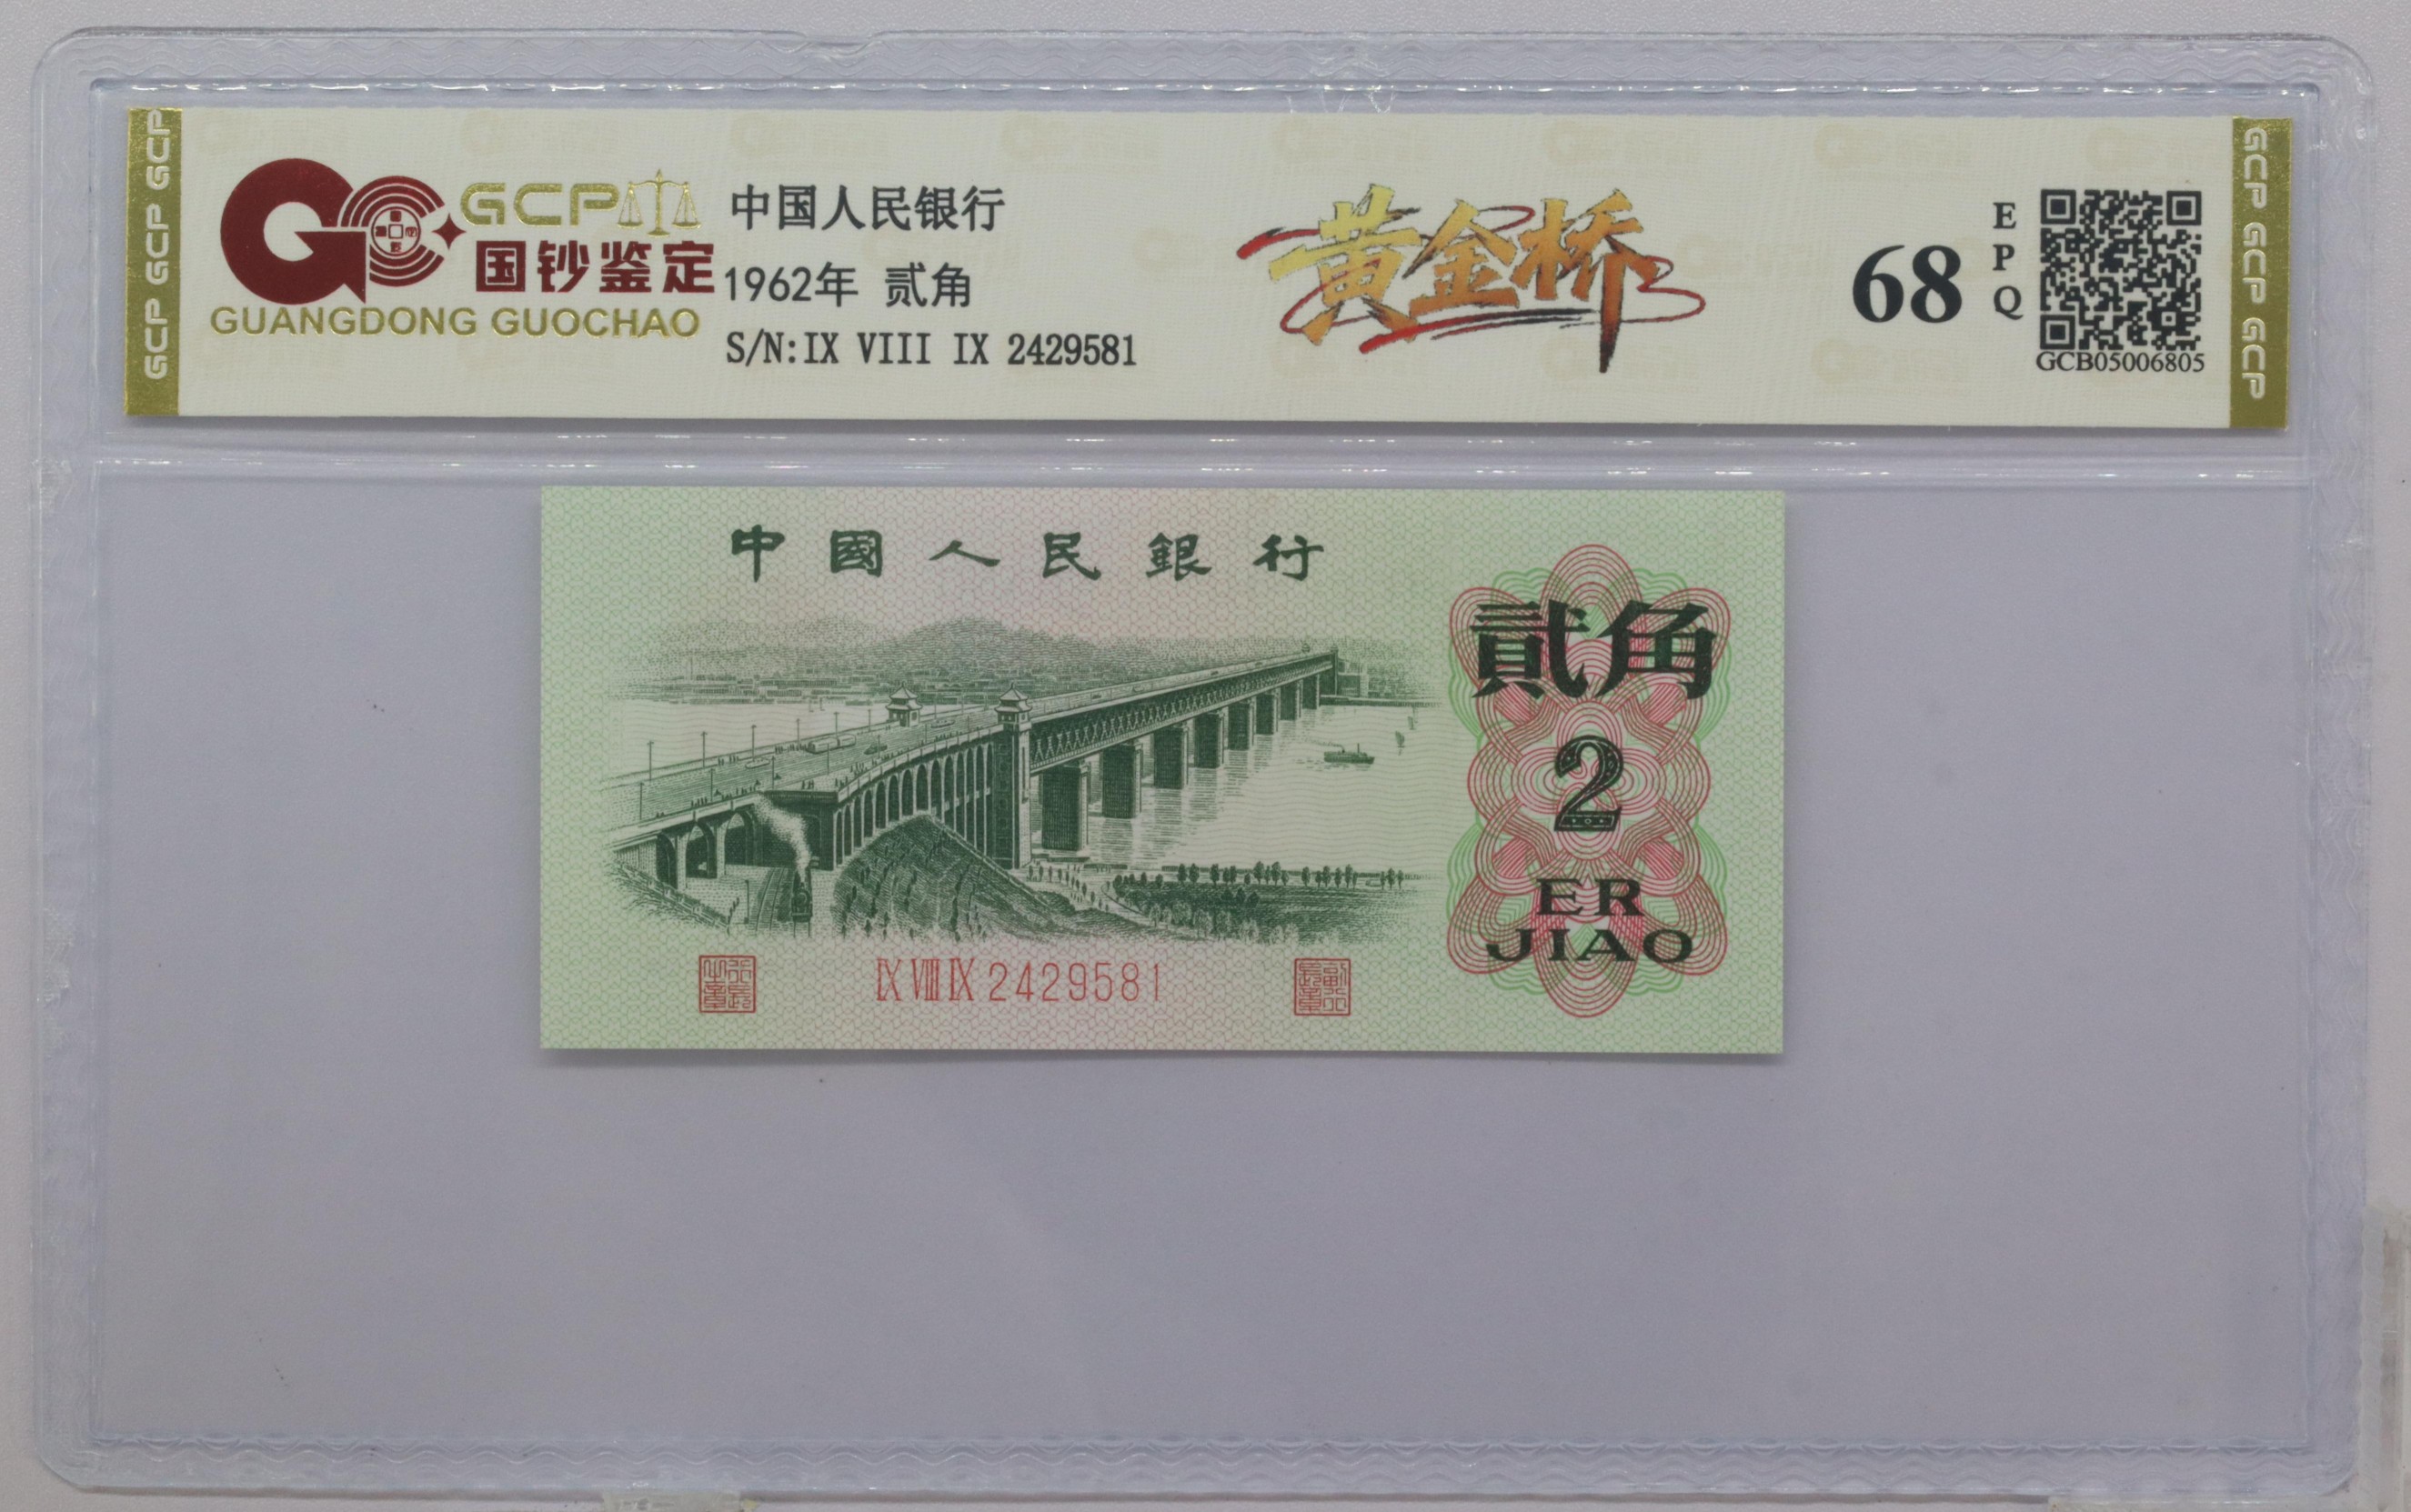 GCP GCP GCP
GCP
国钞鉴定
GUANGDONG GUOCHAO
中国人民银行
1962年 贰角
S/N:IX VIII IX 2429581
黄金桥
68
EPQ
GCB05006805
GCP GCP GCP
中國人民銀行
貳角
2
ER
JIAO
IX VIII IX 2429581